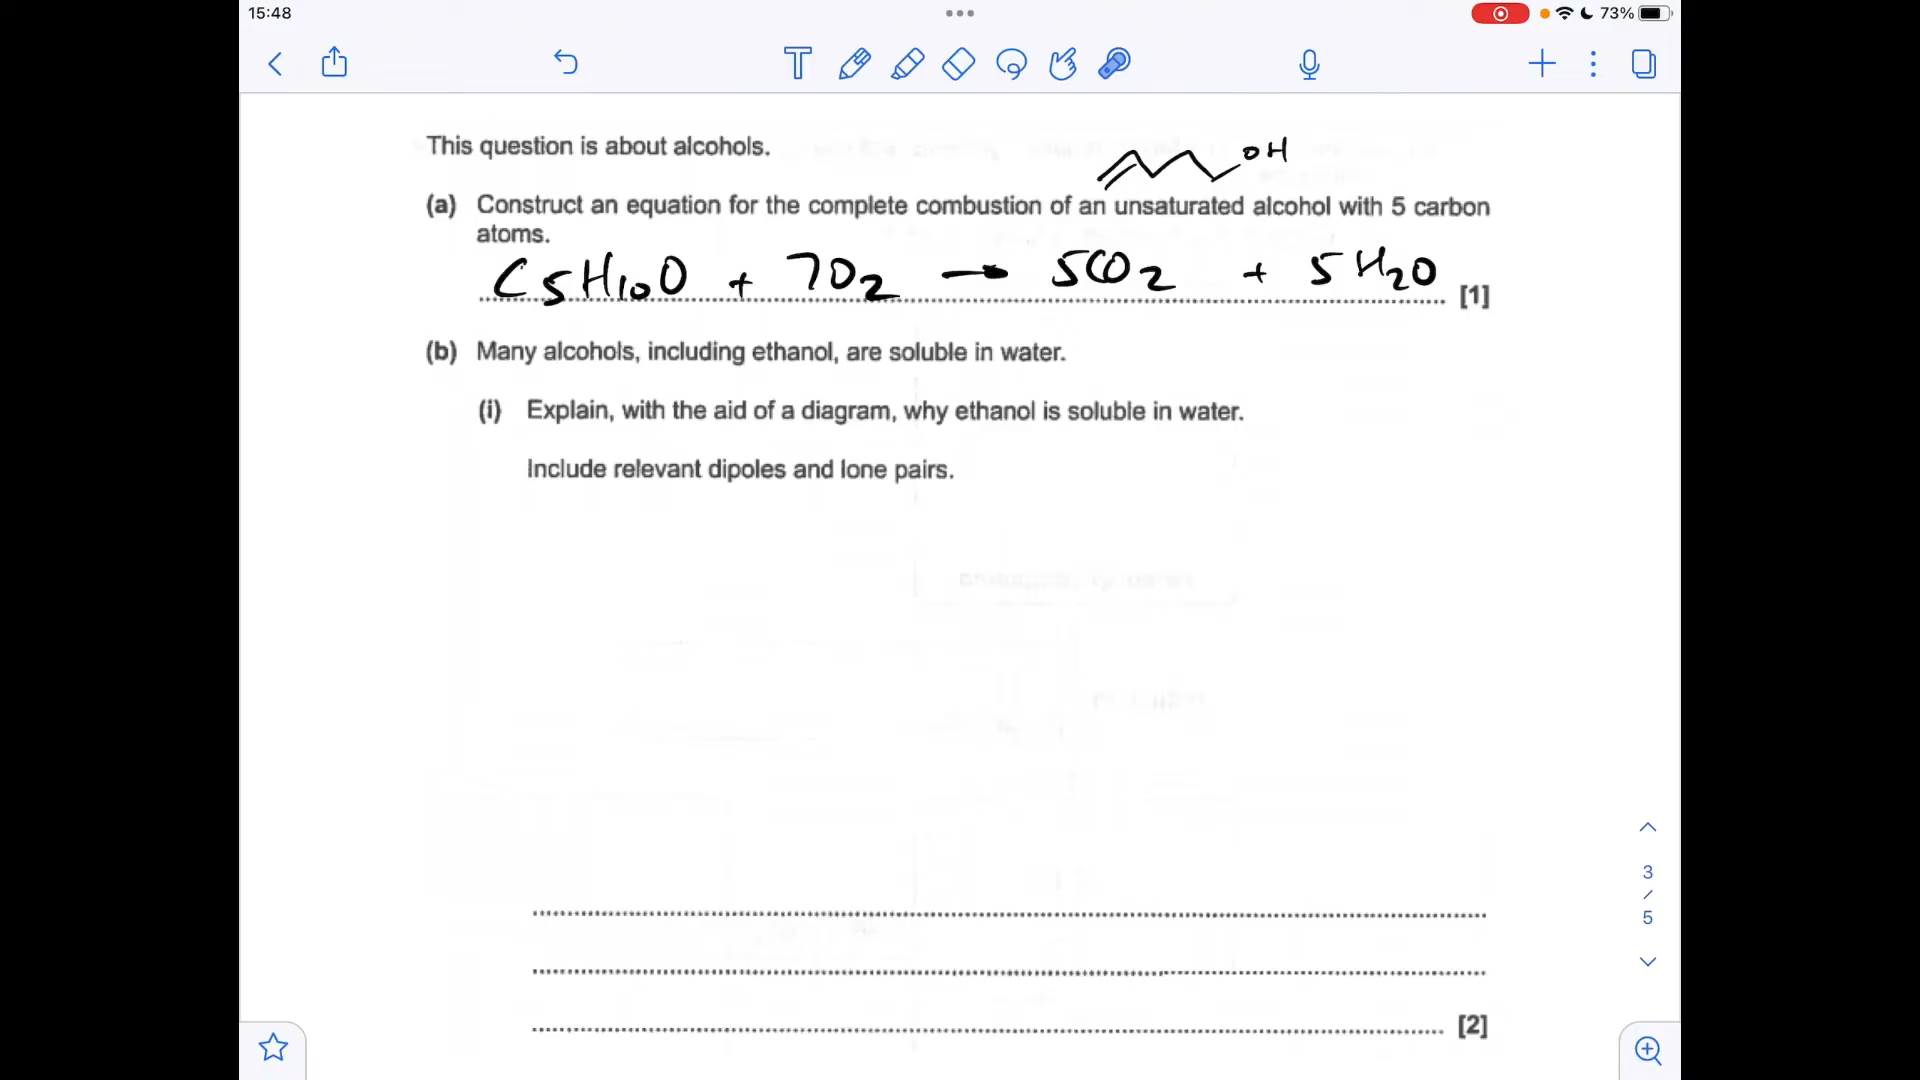 15:48
73%
This question is about alcohols.
OH
(a) Construct an equation for the complete combustion of an unsaturated alcohol with 5 carbon
atoms.
C5H10O + 7O2 → 5CO2 + 5H2O [1]
(b) Many alcohols, including ethanol, are soluble in water.
(i) Explain, with the aid of a diagram, why ethanol is soluble in water.
Include relevant dipoles and lone pairs.
3
/
5
[2]